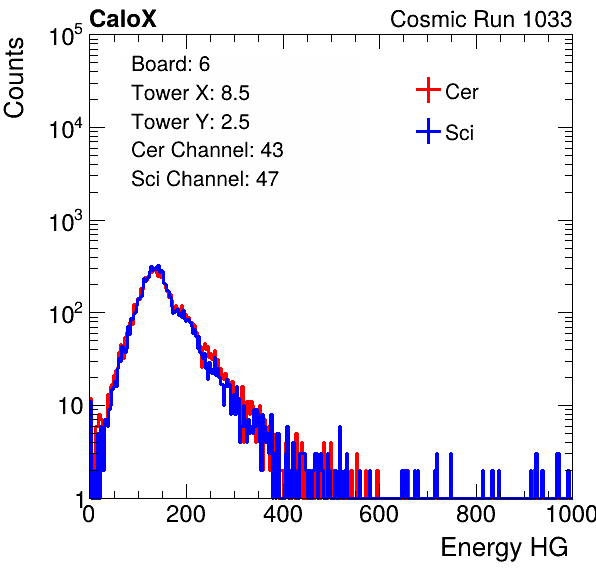 CaloX Cosmic Run 1033
Counts
10^5
10^4
10^3
10^2
10
1
Board: 6
Tower X: 8.5
Tower Y: 2.5
Cer Channel: 43
Sci Channel: 47
Cer
Sci
0 200 400 600 800 1000
Energy HG